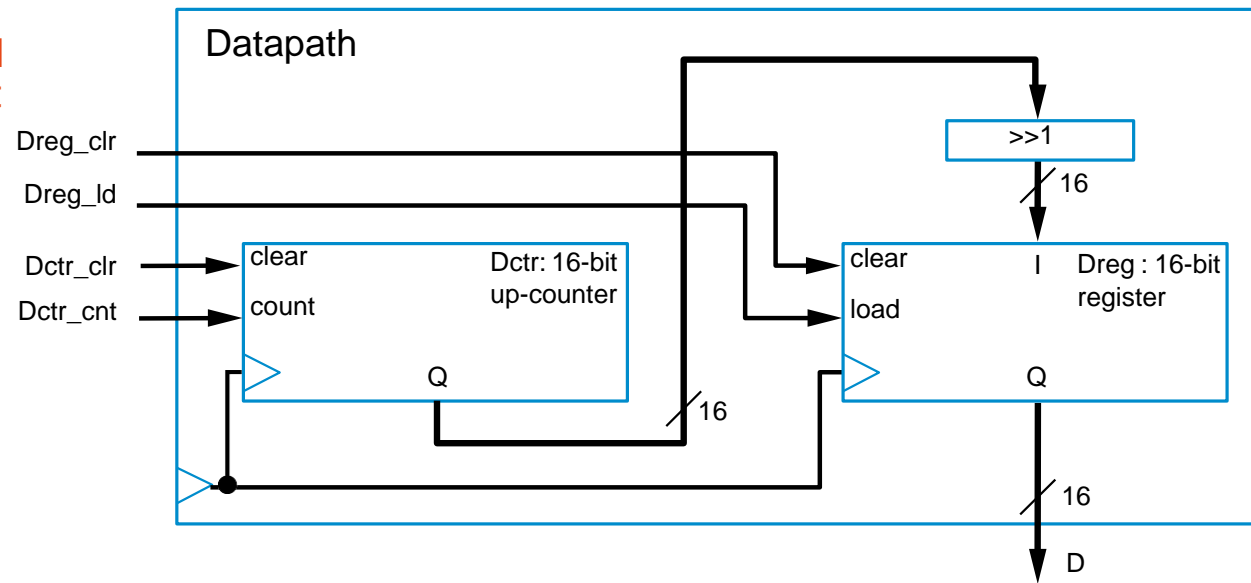 Datapath
Dreg_clr
Dreg_ld
Dctr_clr
Dctr_cnt
clear
count
Dctr: 16-bit
up-counter
Q
16
>>1
16
clear
load
I
Dreg : 16-bit
register
Q
16
D